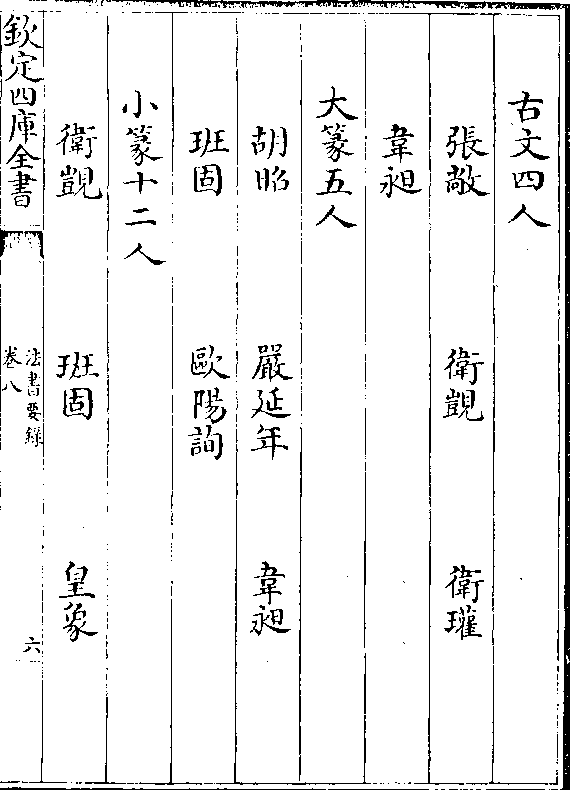 古文四人
張敞　衛覬　衛瓘
韋昶
大篆五人
胡昭　嚴延年　韋昶
班固　歐陽詢
小篆十二人
衛覬　班固　皇象
欽定四庫全書
法書要録
卷八
六